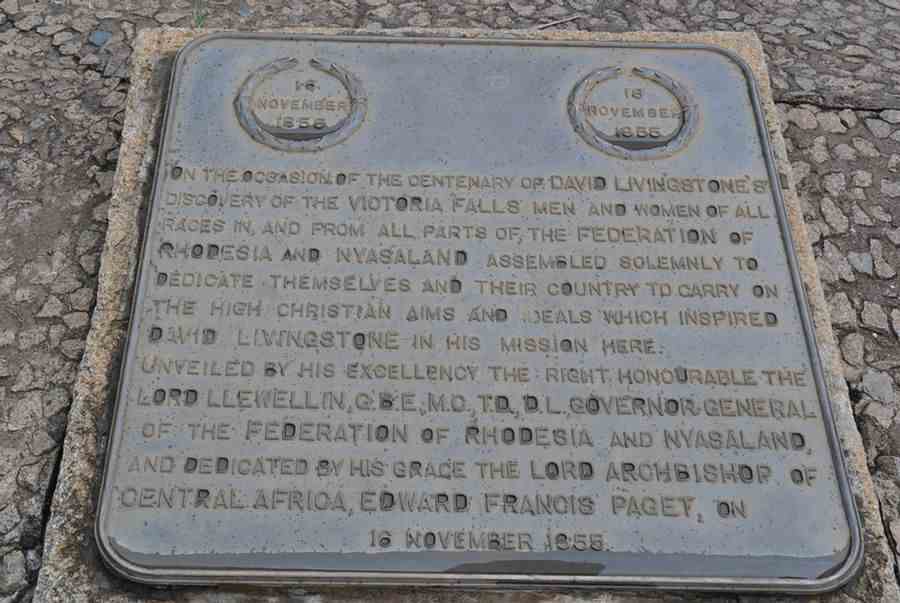 16
NOVEMBER
1855
16
NOVEMBER
1955
ON THE OCCASION OF THE CENTENARY OF DAVID LIVINGSTONE'S
DISCOVERY OF THE VICTORIA FALLS MEN AND WOMEN OF ALL
RACES IN, AND FROM ALL PARTS OF, THE FEDERATION OF
RHODESIA AND NYASALAND ASSEMBLED SOLEMNLY TO
DEDICATE THEMSELVES AND THEIR COUNTRY TO CARRY ON
THE HIGH CHRISTIAN AIMS AND IDEALS WHICH INSPIRED
DAVID LIVINGSTONE IN HIS MISSION HERE.
UNVEILED BY HIS EXCELLENCY THE RIGHT HONOURABLE THE
LORD LLEWELLIN, G.B.E., M.C., T.D., D.L., GOVERNOR-GENERAL
OF THE FEDERATION OF RHODESIA AND NYASALAND,
AND DEDICATED BY HIS GRACE THE LORD ARCHBISHOP OF
CENTRAL AFRICA, EDWARD FRANCIS PAGET, ON
16 NOVEMBER 1955.